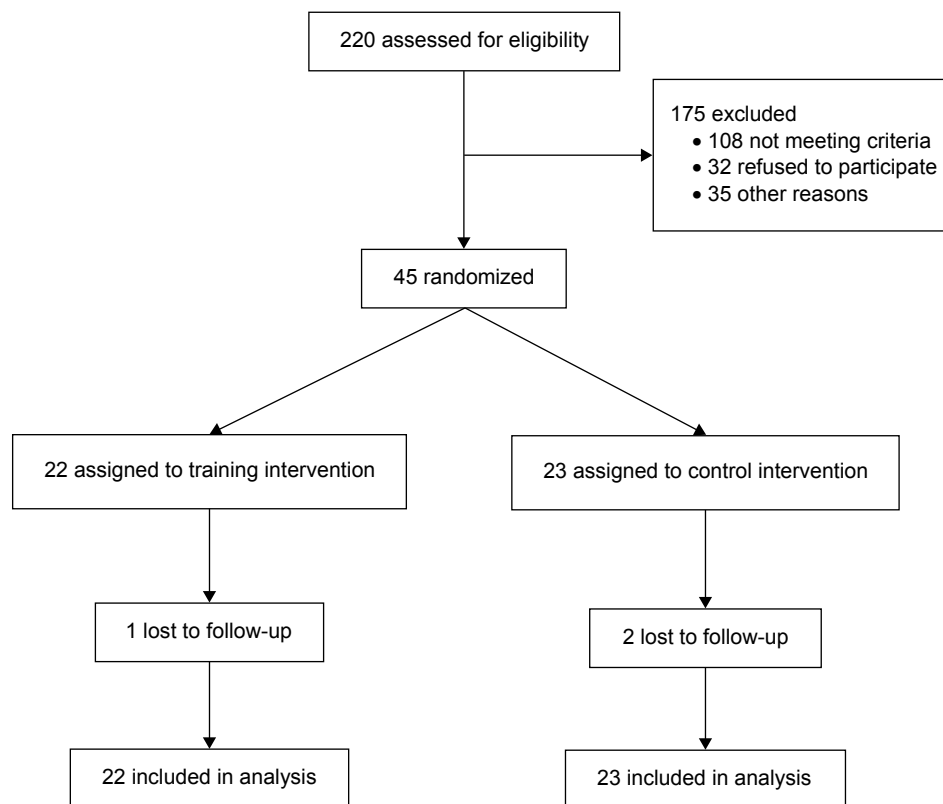 220 assessed for eligibility
175 excluded
• 108 not meeting criteria
• 32 refused to participate
• 35 other reasons
45 randomized
22 assigned to training intervention
23 assigned to control intervention
1 lost to follow-up
2 lost to follow-up
22 included in analysis
23 included in analysis